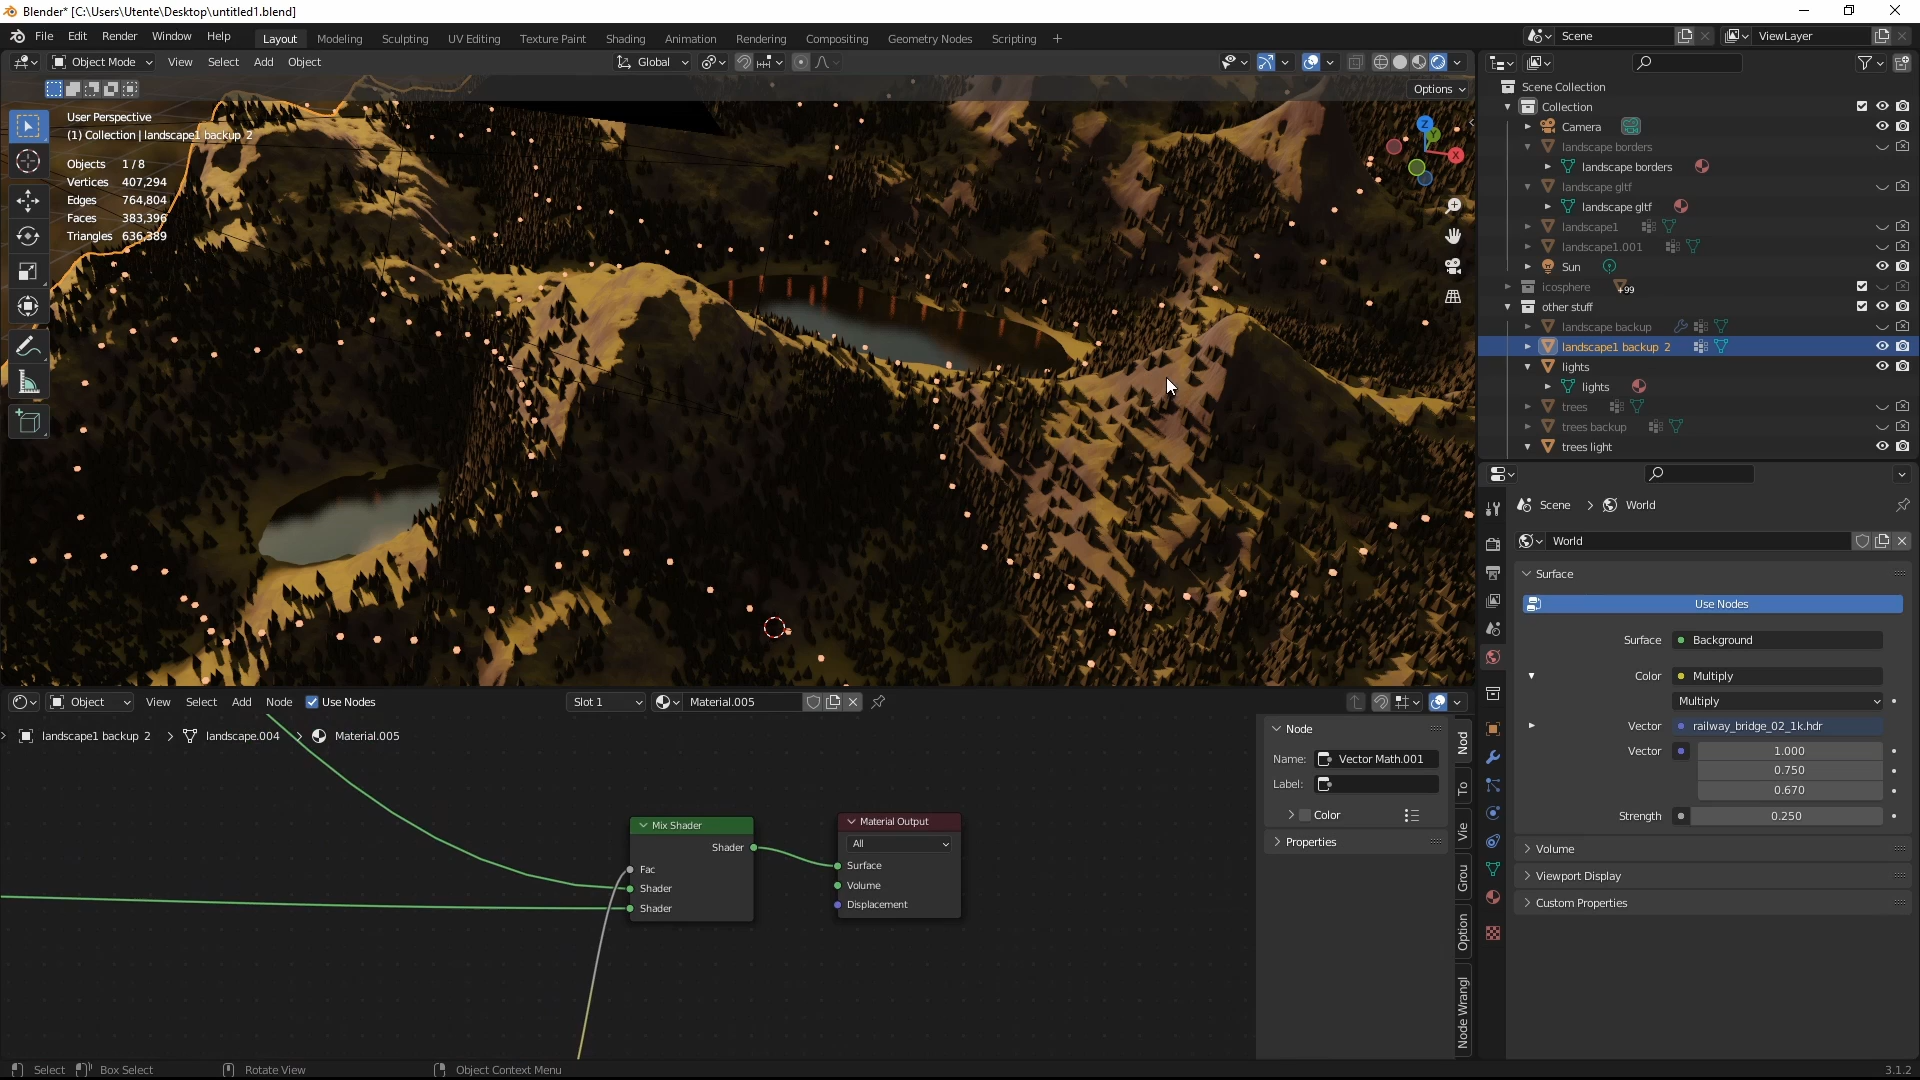 Blender* [C:\Users\Utente\Desktop\untitled1.blend]
File Edit Render Window Help Layout Modeling Sculpting UV Editing Texture Paint Shading Animation Rendering Compositing Geometry Nodes Scripting + Scene ViewLayer
Object Mode View Select Add Object Global
Options
User Perspective
(1) Collection | landscape1 backup 2
Objects 1 / 8
Vertices 407,294
Edges 764,804
Faces 383,396
Triangles 636,389
Z
Y
X
Scene Collection
Collection
Camera
landscape borders
landscape borders
landscape gltf
landscape gltf
landscape1
landscape1.001
Sun
icosphere +99
other stuff
landscape backup
landscape1 backup 2
lights
lights
trees
trees backup
trees light
Scene > World
World
Surface
Use Nodes
Surface Background
Color Multiply
Multiply
Vector railway_bridge_02_1k.hdr
Vector 1.000
0.750
0.670
Strength 0.250
Volume
Viewport Display
Custom Properties
Object View Select Add Node Use Nodes Slot 1 Material.005
landscape1 backup 2 > landscape.004 > Material.005
Mix Shader
Shader
Fac
Shader
Shader
Material Output
All
Surface
Volume
Displacement
Node
Name: Vector Math.001
Label:
Color
Properties
Nod
To
Vie
Grou
Option
Node Wrangl
Select Box Select Rotate View Object Context Menu 3.1.2